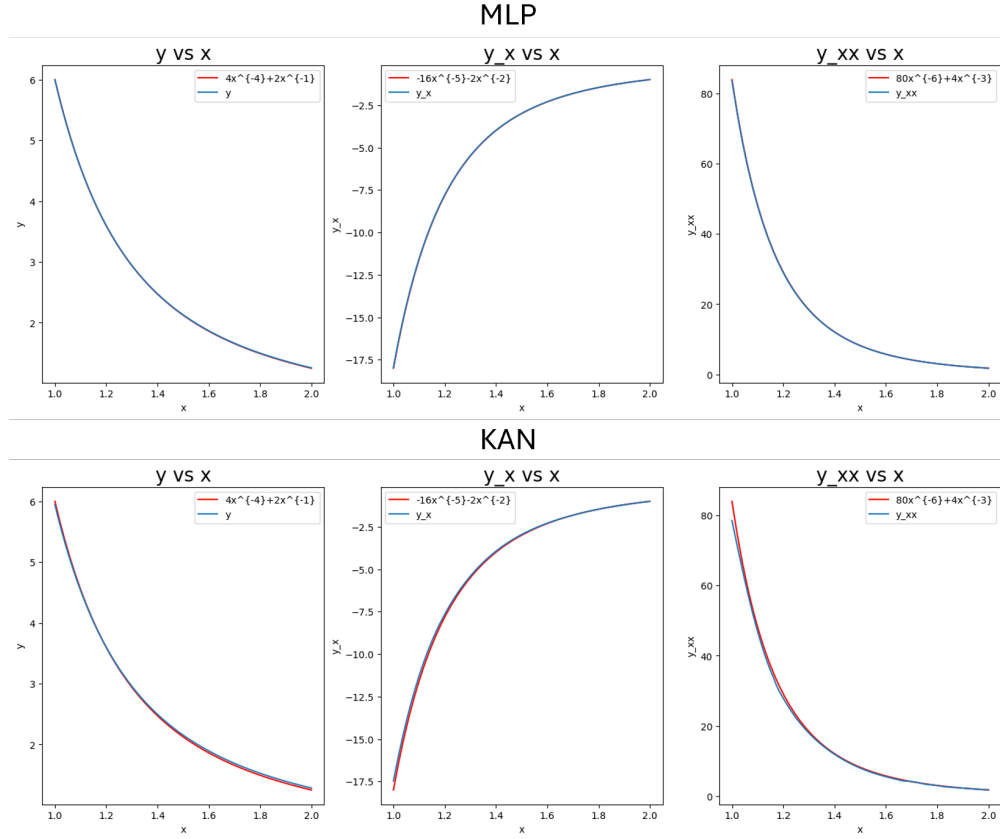 MLP
y vs x
4x^{-4}+2x^{-1}
y
6
5
4
3
2
y
1.0 1.2 1.4 1.6 1.8 2.0
x
y_x vs x
-16x^{-5}-2x^{-2}
y_x
−2.5
−5.0
−7.5
−10.0
−12.5
−15.0
−17.5
y_x
1.0 1.2 1.4 1.6 1.8 2.0
x
y_xx vs x
80x^{-6}+4x^{-3}
y_xx
80
60
40
20
0
y_xx
1.0 1.2 1.4 1.6 1.8 2.0
x
KAN
y vs x
4x^{-4}+2x^{-1}
y
6
5
4
3
2
y
1.0 1.2 1.4 1.6 1.8 2.0
x
y_x vs x
-16x^{-5}-2x^{-2}
y_x
−2.5
−5.0
−7.5
−10.0
−12.5
−15.0
−17.5
y_x
1.0 1.2 1.4 1.6 1.8 2.0
x
y_xx vs x
80x^{-6}+4x^{-3}
y_xx
80
60
40
20
0
y_xx
1.0 1.2 1.4 1.6 1.8 2.0
x